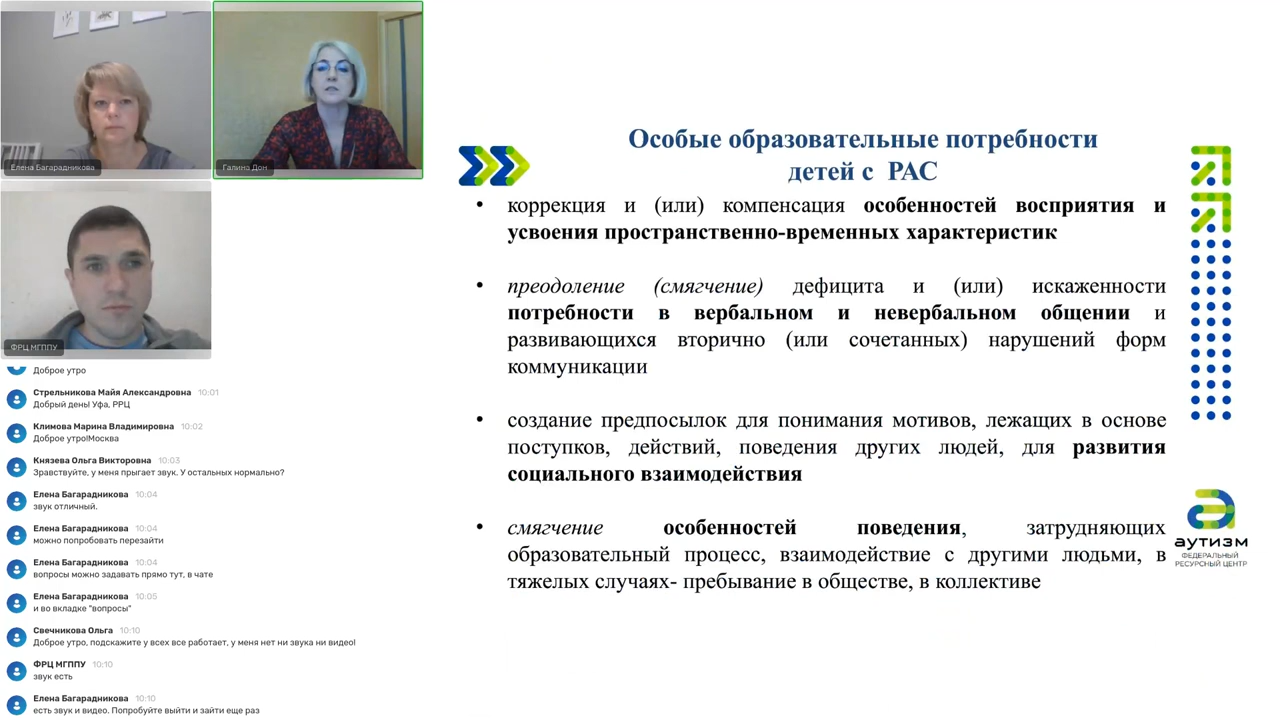 Елена Багарадникова
Галина Дон
ФРЦ МГППУ
Доброе утро
Стрельникова Майя Александровна 10:01
Добрый день! Уфа, РРЦ
Климова Марина Владимировна 10:02
Доброе утро!Москва
Князева Ольга Викторовна 10:03
Зравствуйте, у меня прыгает звук. У остальных нормально?
Елена Багарадникова 10:04
звук отличный.
Елена Багарадникова 10:04
можно попробовать перезайти
Елена Багарадникова 10:04
вопросы можно задавать прямо тут, в чате
Елена Багарадникова 10:05
и во вкладке "вопросы"
Свечникова Ольга 10:10
Доброе утро, подскажите у всех все работает, у меня нет ни звука ни видео!
ФРЦ МГППУ 10:10
звук есть
Елена Багарадникова 10:10
есть звук и видео. Попробуйте выйти и зайти еще раз
Особые образовательные потребности
детей с РАС
• коррекция и (или) компенсация особенностей восприятия и
усвоения пространственно-временных характеристик
• преодоление (смягчение) дефицита и (или) искаженности
потребности в вербальном и невербальном общении и
развивающихся вторично (или сочетанных) нарушений форм
коммуникации
• создание предпосылок для понимания мотивов, лежащих в основе
поступков, действий, поведения других людей, для развития
социального взаимодействия
• смягчение особенностей поведения, затрудняющих
образовательный процесс, взаимодействие с другими людьми, в
тяжелых случаях- пребывание в обществе, в коллективе
аутизм
ФЕДЕРАЛЬНЫЙ
РЕСУРСНЫЙ ЦЕНТР